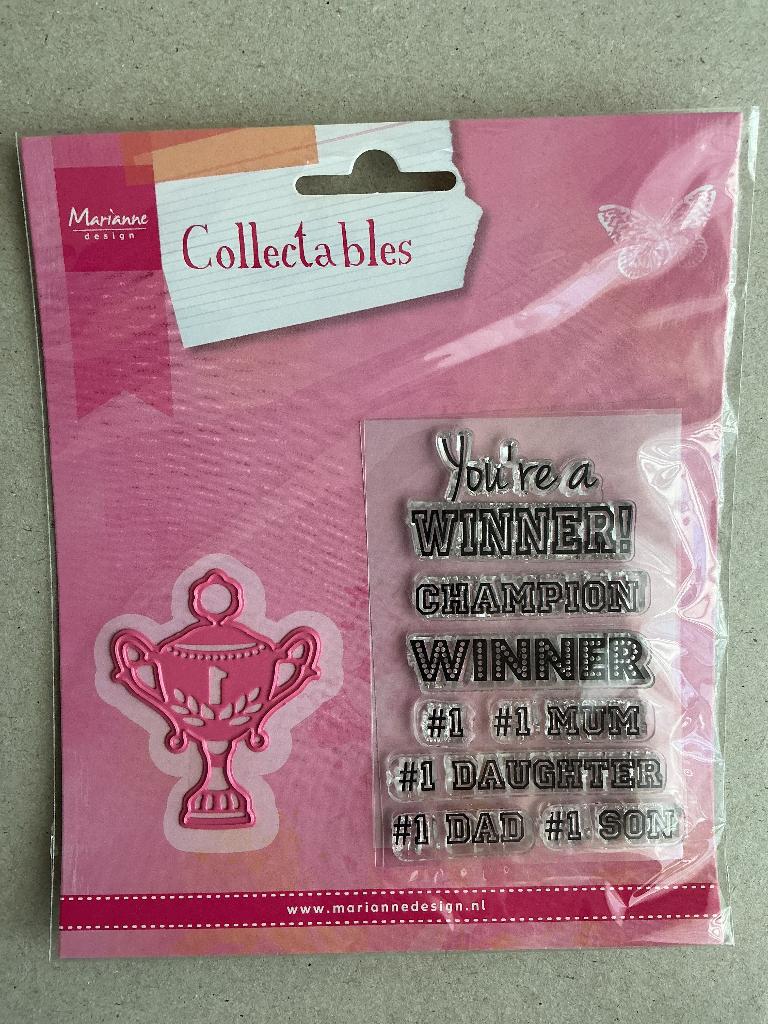 Marianne
design
Collectables
You're a
WINNER!
CHAMPION
WINNER
#1 #1 MUM
#1 DAUGHTER
#1 DAD #1 SON
1
www.mariannedesign.nl